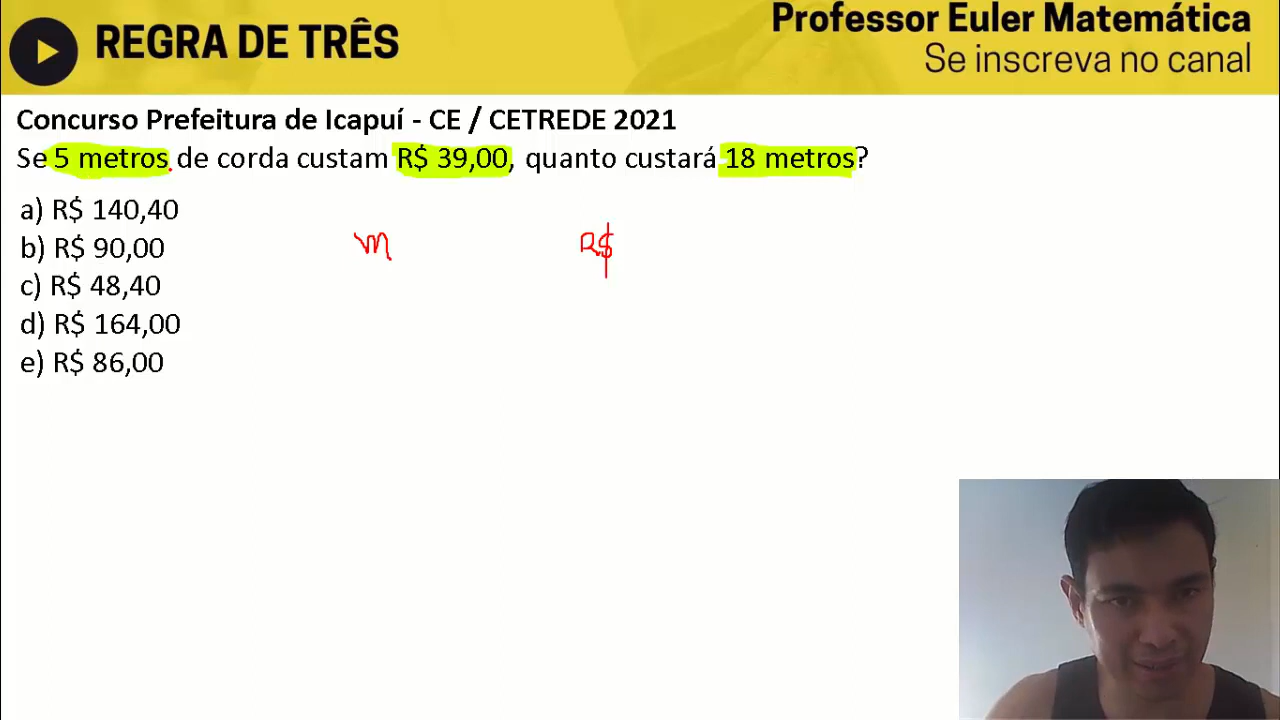 REGRA DE TRÊS
Professor Euler Matemática
Se inscreva no canal
Concurso Prefeitura de Icapuí - CE / CETREDE 2021
Se 5 metros de corda custam R$ 39,00, quanto custará 18 metros?
a) R$ 140,40
b) R$ 90,00
c) R$ 48,40
d) R$ 164,00
e) R$ 86,00
m R$